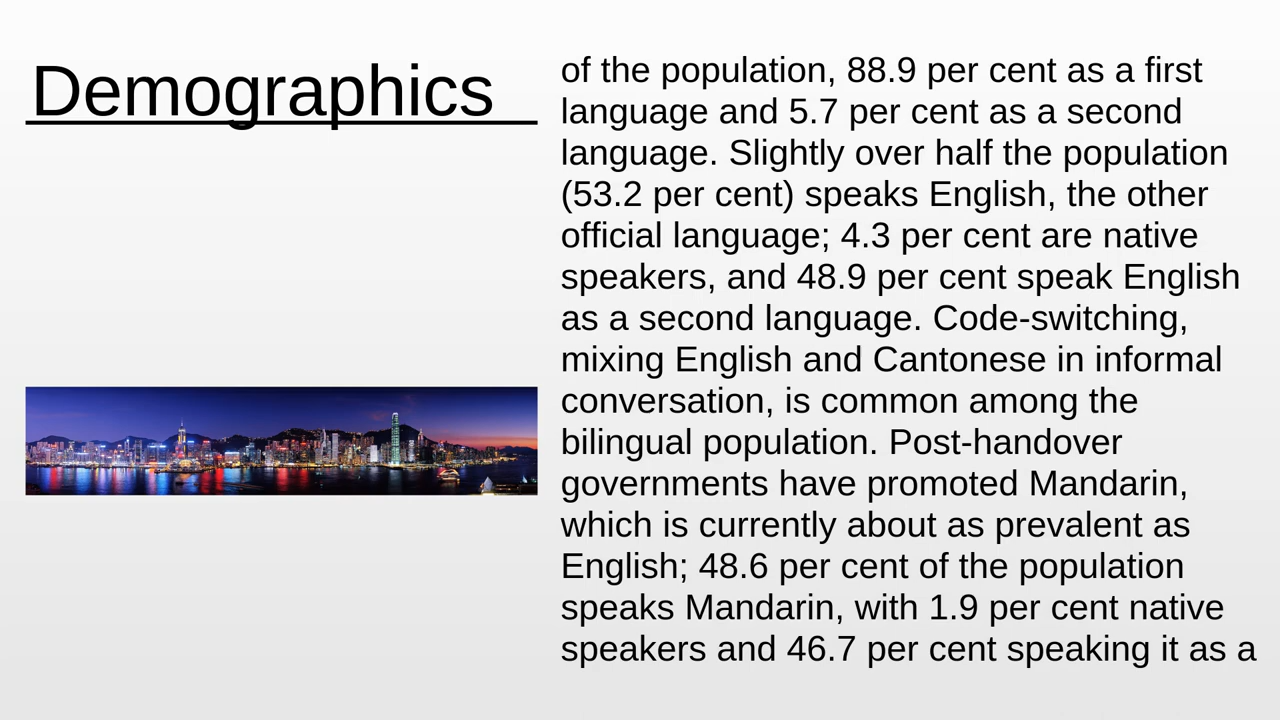 Demographics
of the population, 88.9 per cent as a first
language and 5.7 per cent as a second
language. Slightly over half the population
(53.2 per cent) speaks English, the other
official language; 4.3 per cent are native
speakers, and 48.9 per cent speak English
as a second language. Code-switching,
mixing English and Cantonese in informal
conversation, is common among the
bilingual population. Post-handover
governments have promoted Mandarin,
which is currently about as prevalent as
English; 48.6 per cent of the population
speaks Mandarin, with 1.9 per cent native
speakers and 46.7 per cent speaking it as a